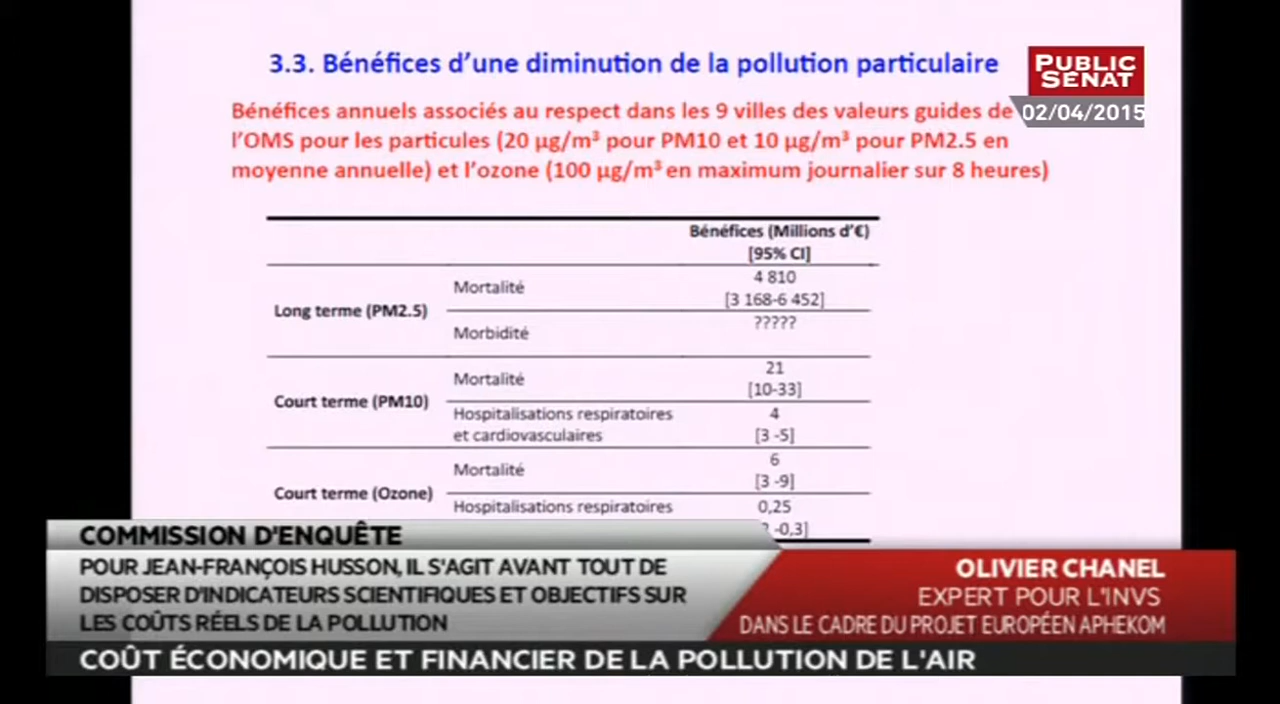 3.3. Bénéfices d'une diminution de la pollution particulaire
PUBLIC
SÉNAT
02/04/2015
Bénéfices annuels associés au respect dans les 9 villes des valeurs guides de
l'OMS pour les particules (20 µg/m³ pour PM10 et 10 µg/m³ pour PM2.5 en
moyenne annuelle) et l'ozone (100 µg/m³ en maximum journalier sur 8 heures)
Bénéfices (Millions d'€)
[95% CI]
Long terme (PM2.5)
Mortalité
4 810
[3 168-6 452]
Morbidité
?????
Court terme (PM10)
Mortalité
21
[10-33]
Hospitalisations respiratoires
et cardiovasculaires
4
[3 -5]
Court terme (Ozone)
Mortalité
6
[3 -9]
Hospitalisations respiratoires
0,25
-0,3]
COMMISSION D'ENQUÊTE
POUR JEAN-FRANÇOIS HUSSON, IL S'AGIT AVANT TOUT DE
DISPOSER D'INDICATEURS SCIENTIFIQUES ET OBJECTIFS SUR
LES COÛTS RÉELS DE LA POLLUTION
OLIVIER CHANEL
EXPERT POUR L'INVS
DANS LE CADRE DU PROJET EUROPÉEN APHEKOM
COÛT ÉCONOMIQUE ET FINANCIER DE LA POLLUTION DE L'AIR